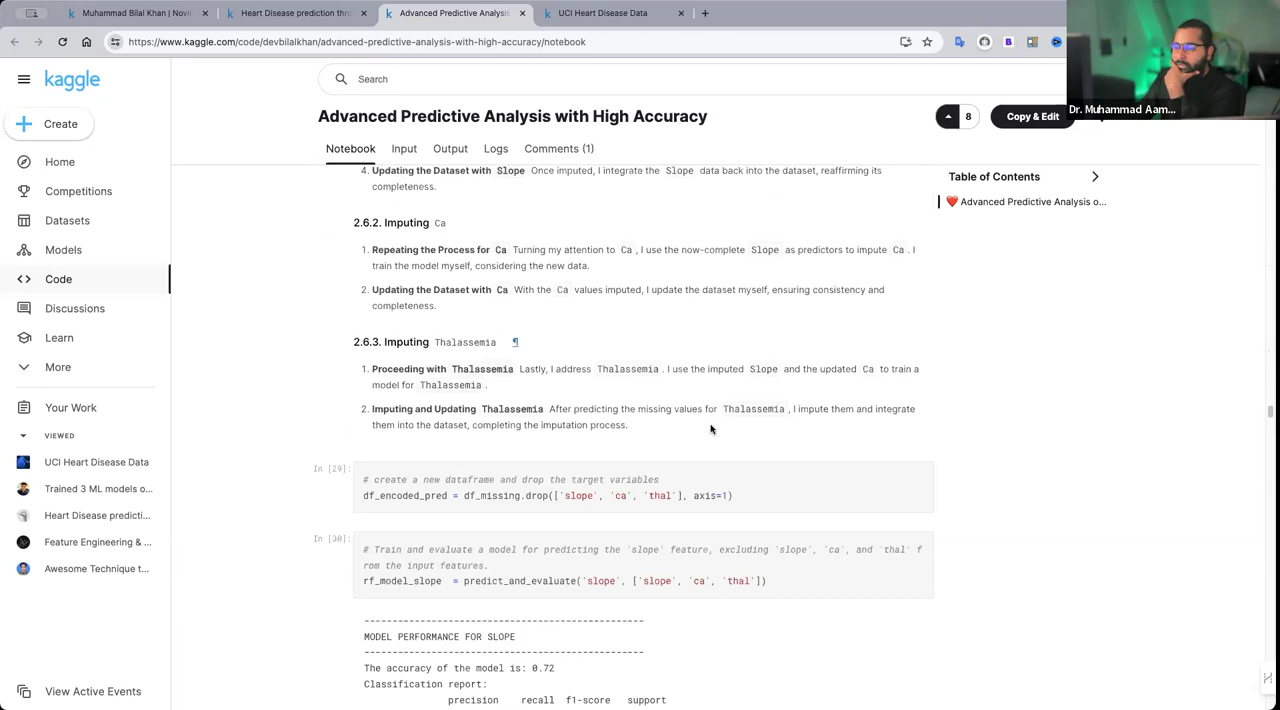 Muhammad Bilal Khan | Novic
Heart Disease prediction thro
Advanced Predictive Analysis
UCI Heart Disease Data
https://www.kaggle.com/code/devbilalkhan/advanced-predictive-analysis-with-high-accuracy/notebook
Dr. Muhammad Aam...
kaggle
Search
Create
Home
Competitions
Datasets
Models
Code
Discussions
Learn
More
Your Work
VIEWED
UCI Heart Disease Data
Trained 3 ML models o...
Heart Disease predicti...
Feature Engineering & ...
Awesome Technique t...
View Active Events
Advanced Predictive Analysis with High Accuracy
8
Copy & Edit
Notebook Input Output Logs Comments (1)
Table of Contents
❤️ Advanced Predictive Analysis o...
4. Updating the Dataset with Slope Once imputed, I integrate the Slope data back into the dataset, reaffirming its
completeness.
2.6.2. Imputing Ca
1. Repeating the Process for Ca Turning my attention to Ca , I use the now-complete Slope as predictors to impute Ca . I
train the model myself, considering the new data.
2. Updating the Dataset with Ca With the Ca values imputed, I update the dataset myself, ensuring consistency and
completeness.
2.6.3. Imputing Thalassemia ¶
1. Proceeding with Thalassemia Lastly, I address Thalassemia . I use the imputed Slope and the updated Ca to train a
model for Thalassemia .
2. Imputing and Updating Thalassemia After predicting the missing values for Thalassemia , I impute them and integrate
them into the dataset, completing the imputation process.
In [29]:
# create a new dataframe and drop the target variables
df_encoded_pred = df_missing.drop(['slope', 'ca', 'thal'], axis=1)
In [30]:
# Train and evaluate a model for predicting the 'slope' feature, excluding 'slope', 'ca', and 'thal' f
rom the input features.
rf_model_slope = predict_and_evaluate('slope', ['slope', 'ca', 'thal'])
--------------------------------------------------
MODEL PERFORMANCE FOR SLOPE
--------------------------------------------------
The accuracy of the model is: 0.72
Classification report:
precision recall f1-score support